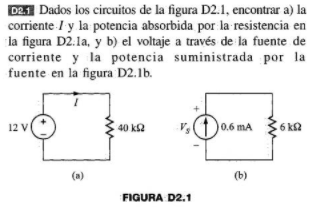 D2.1 Dados los circuitos de la figura D2.1, encontrar a) la
corriente I y la potencia absorbida por la resistencia en
la figura D2.1a, y b) el voltaje a través de la fuente de
corriente y la potencia suministrada por la
fuente en la figura D2.1b.
I
12 V
+
-
40 kΩ
+
V_S
-
0.6 mA
6 kΩ
(a)
(b)
FIGURA D2.1